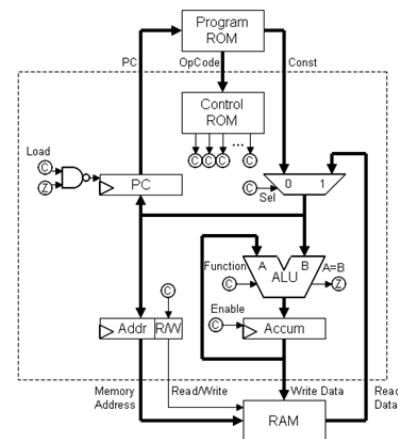 Program
ROM
PC
OpCode
Const
Control
ROM
...
C
C
C
C
Load
C
Z
PC
0
1
C
Sel
Function
A
B
A=B
ALU
C
Z
C
Enable
Addr
R/W
C
Accum
Memory
Address
Read/Write
Write Data
Read
Data
RAM